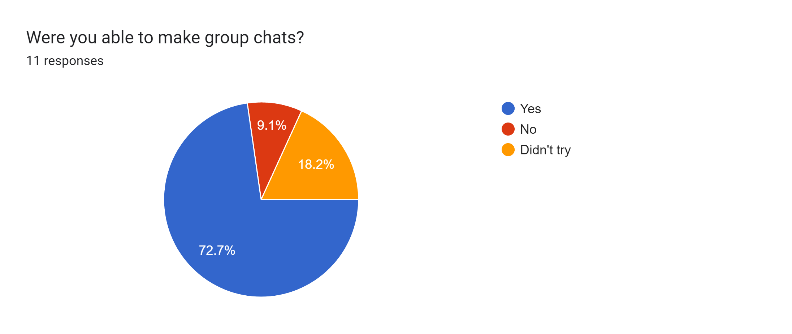 Were you able to make group chats?
11 responses
9.1%
18.2%
72.7%
Yes
No
Didn't try